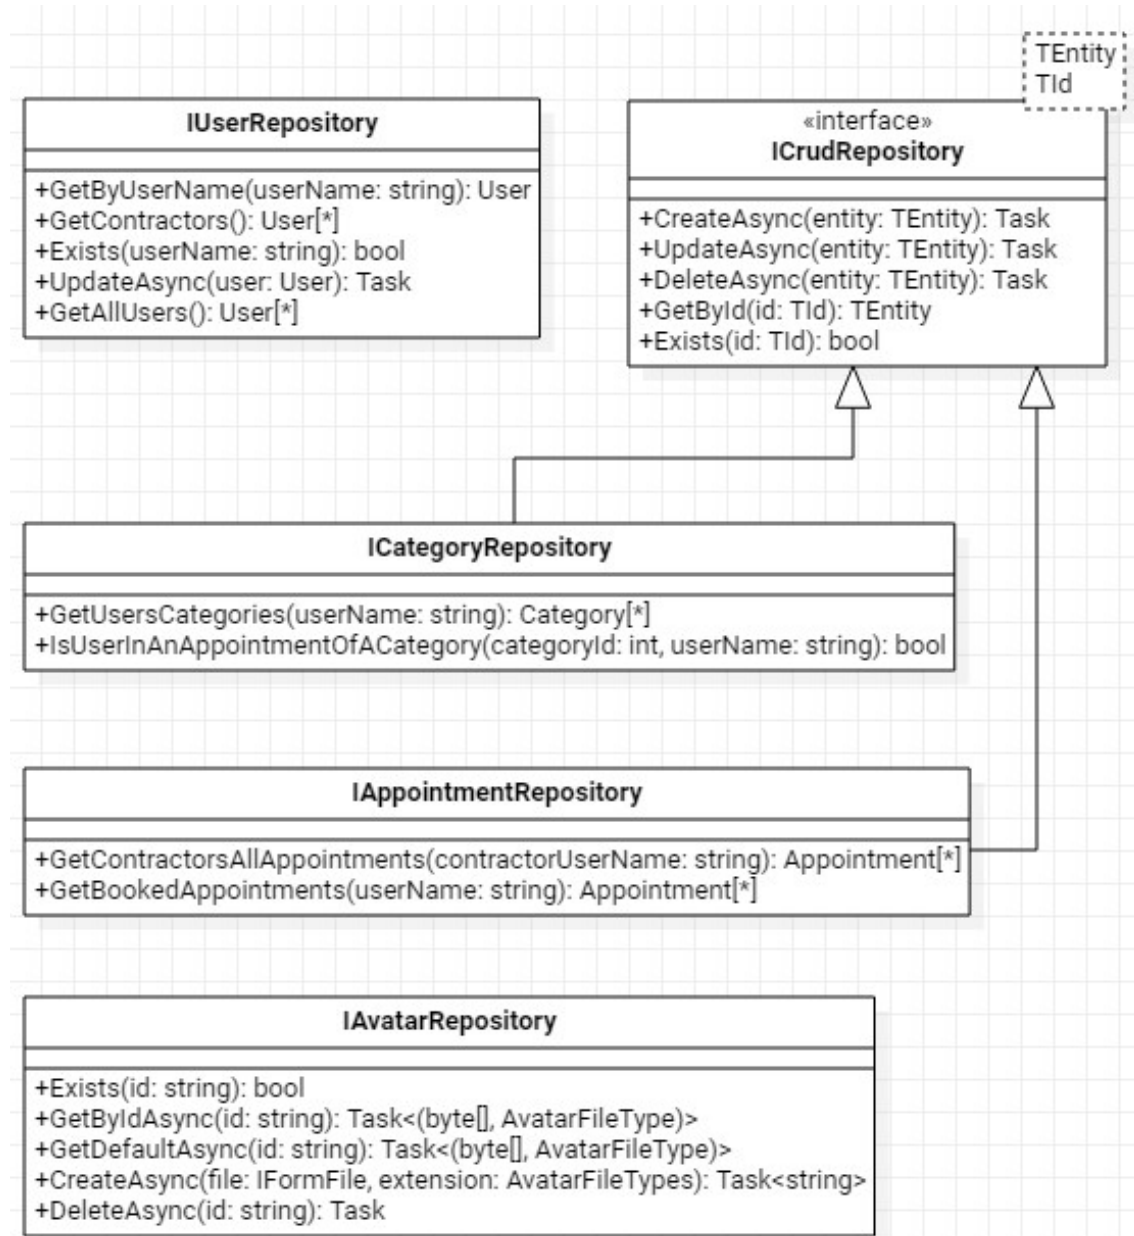 IUserRepository
+GetByUserName(userName: string): User
+GetContractors(): User[*]
+Exists(userName: string): bool
+UpdateAsync(user: User): Task
+GetAllUsers(): User[*]
TEntity
TId
«interface»
ICrudRepository
+CreateAsync(entity: TEntity): Task
+UpdateAsync(entity: TEntity): Task
+DeleteAsync(entity: TEntity): Task
+GetById(id: TId): TEntity
+Exists(id: TId): bool
ICategoryRepository
+GetUsersCategories(userName: string): Category[*]
+IsUserInAnAppointmentOfACategory(categoryId: int, userName: string): bool
IAppointmentRepository
+GetContractorsAllAppointments(contractorUserName: string): Appointment[*]
+GetBookedAppointments(userName: string): Appointment[*]
IAvatarRepository
+Exists(id: string): bool
+GetByIdAsync(id: string): Task<(byte[], AvatarFileType)>
+GetDefaultAsync(id: string): Task<(byte[], AvatarFileType)>
+CreateAsync(file: IFormFile, extension: AvatarFileTypes): Task<string>
+DeleteAsync(id: string): Task